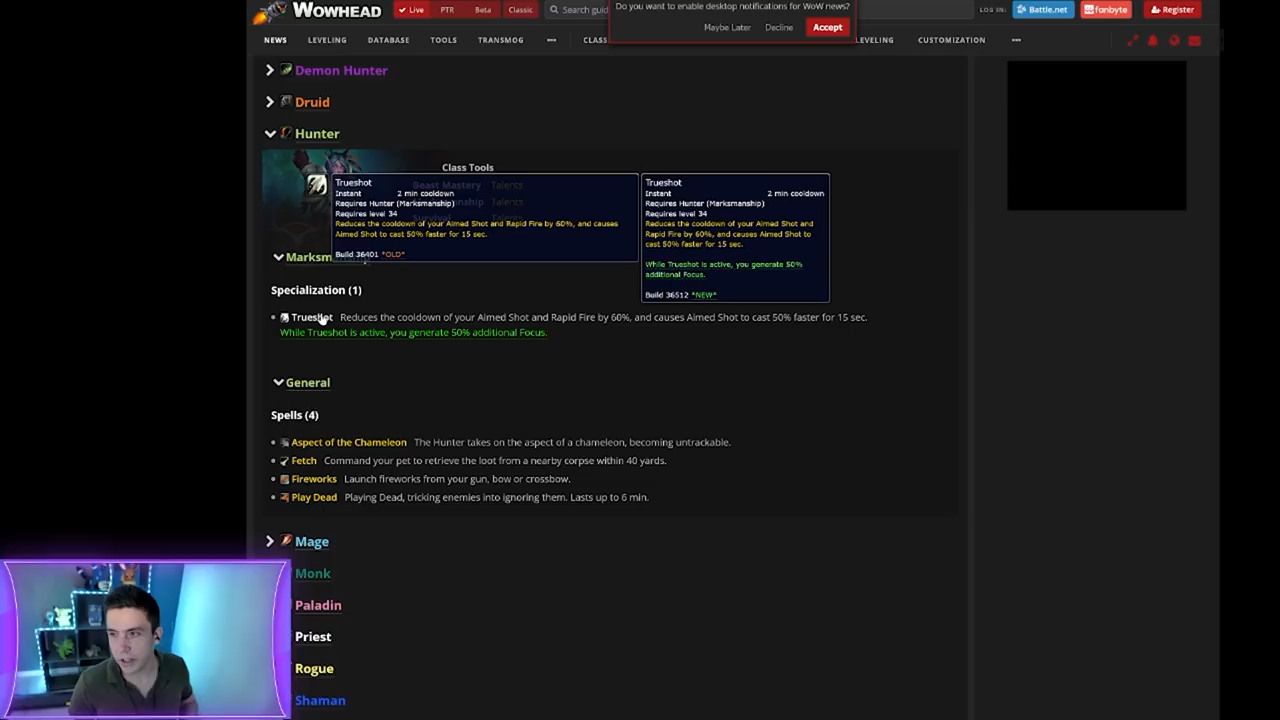 WOWHEAD
Live
PTR
Beta
Classic
Search guid
Do you want to enable desktop notifications for WoW news?
Maybe Later
Decline
Accept
LOG IN:
Battle.net
fanbyte
Register
NEWS
LEVELING
DATABASE
TOOLS
TRANSMOG
CLASS
LEVELING
CUSTOMIZATION
Demon Hunter
Druid
Hunter
Class Tools
Beast Mastery Talents
Talents
Survival
Trueshot
Instant 2 min cooldown
Requires Hunter (Marksmanship)
Requires level 34
Reduces the cooldown of your Aimed Shot and Rapid Fire by 60%, and causes
Aimed Shot to cast 50% faster for 15 sec.
Build 36401 *OLD*
Trueshot
Instant 2 min cooldown
Requires Hunter (Marksmanship)
Requires level 34
Reduces the cooldown of your Aimed Shot and
Rapid Fire by 60%, and causes Aimed Shot to
cast 50% faster for 15 sec.
While Trueshot is active, you generate 50%
additional Focus.
Build 36512 *NEW*
Marksm
Specialization (1)
Trueshot Reduces the cooldown of your Aimed Shot and Rapid Fire by 60%, and causes Aimed Shot to cast 50% faster for 15 sec.
While Trueshot is active, you generate 50% additional Focus.
General
Spells (4)
Aspect of the Chameleon The Hunter takes on the aspect of a chameleon, becoming untrackable.
Fetch Command your pet to retrieve the loot from a nearby corpse within 40 yards.
Fireworks Launch fireworks from your gun, bow or crossbow.
Play Dead Playing Dead, tricking enemies into ignoring them. Lasts up to 6 min.
Mage
Monk
Paladin
Priest
Rogue
Shaman